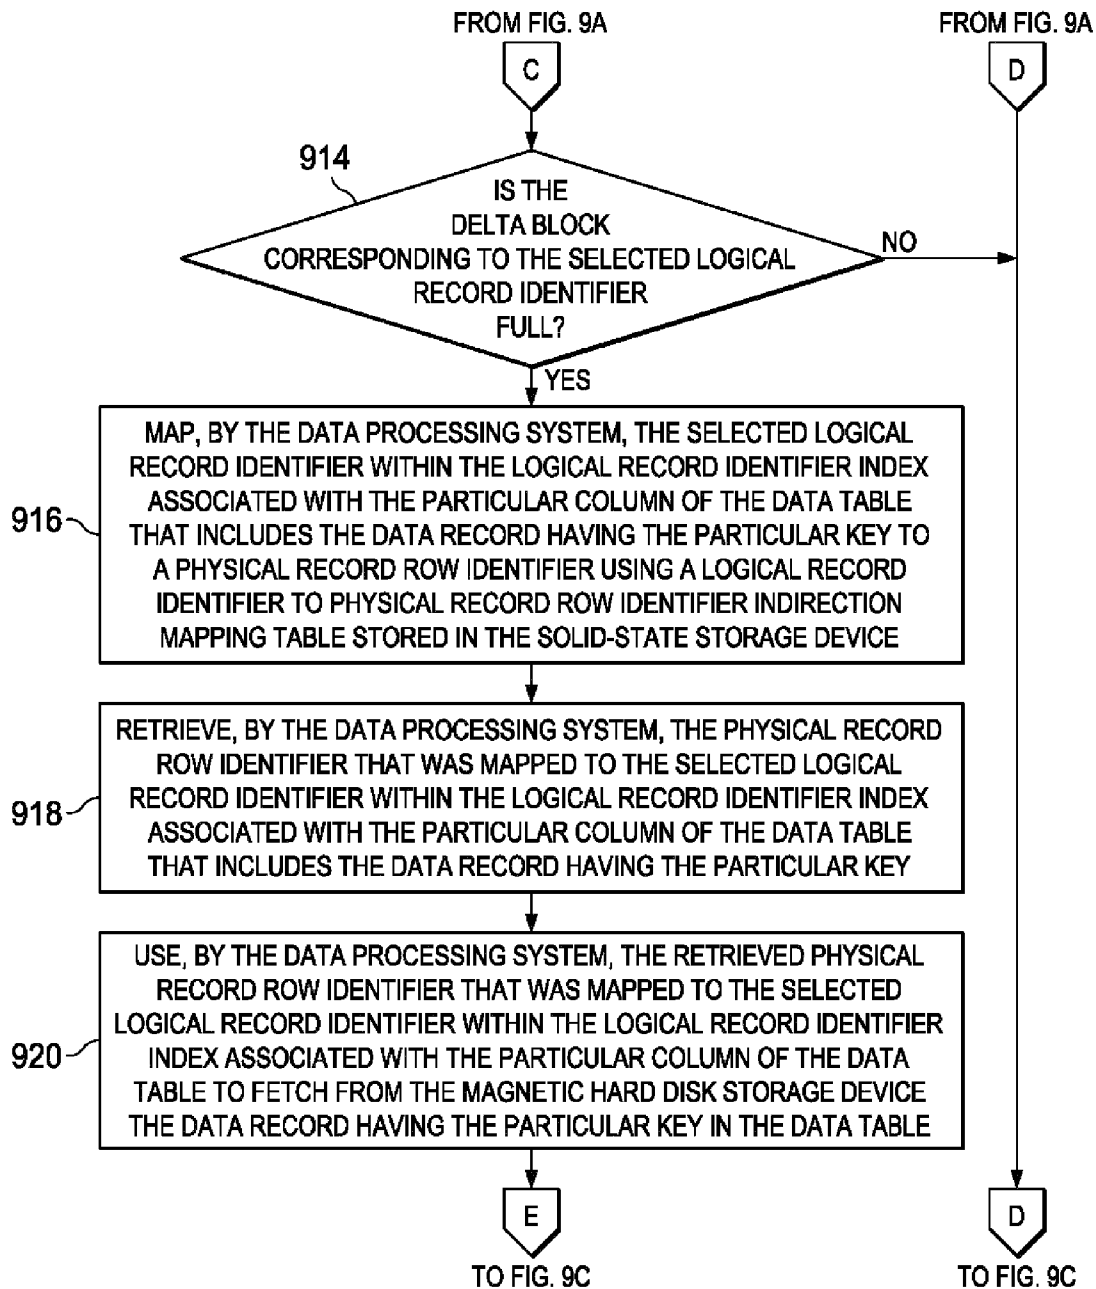 FROM FIG. 9A
FROM FIG. 9A
C
D
914
IS THE
DELTA BLOCK
CORRESPONDING TO THE SELECTED LOGICAL
RECORD IDENTIFIER
FULL?
NO
YES
916
MAP, BY THE DATA PROCESSING SYSTEM, THE SELECTED LOGICAL
RECORD IDENTIFIER WITHIN THE LOGICAL RECORD IDENTIFIER INDEX
ASSOCIATED WITH THE PARTICULAR COLUMN OF THE DATA TABLE
THAT INCLUDES THE DATA RECORD HAVING THE PARTICULAR KEY TO
A PHYSICAL RECORD ROW IDENTIFIER USING A LOGICAL RECORD
IDENTIFIER TO PHYSICAL RECORD ROW IDENTIFIER INDIRECTION
MAPPING TABLE STORED IN THE SOLID-STATE STORAGE DEVICE
918
RETRIEVE, BY THE DATA PROCESSING SYSTEM, THE PHYSICAL RECORD
ROW IDENTIFIER THAT WAS MAPPED TO THE SELECTED LOGICAL
RECORD IDENTIFIER WITHIN THE LOGICAL RECORD IDENTIFIER INDEX
ASSOCIATED WITH THE PARTICULAR COLUMN OF THE DATA TABLE
THAT INCLUDES THE DATA RECORD HAVING THE PARTICULAR KEY
920
USE, BY THE DATA PROCESSING SYSTEM, THE RETRIEVED PHYSICAL
RECORD ROW IDENTIFIER THAT WAS MAPPED TO THE SELECTED
LOGICAL RECORD IDENTIFIER WITHIN THE LOGICAL RECORD IDENTIFIER
INDEX ASSOCIATED WITH THE PARTICULAR COLUMN OF THE DATA
TABLE TO FETCH FROM THE MAGNETIC HARD DISK STORAGE DEVICE
THE DATA RECORD HAVING THE PARTICULAR KEY IN THE DATA TABLE
E
D
TO FIG. 9C
TO FIG. 9C